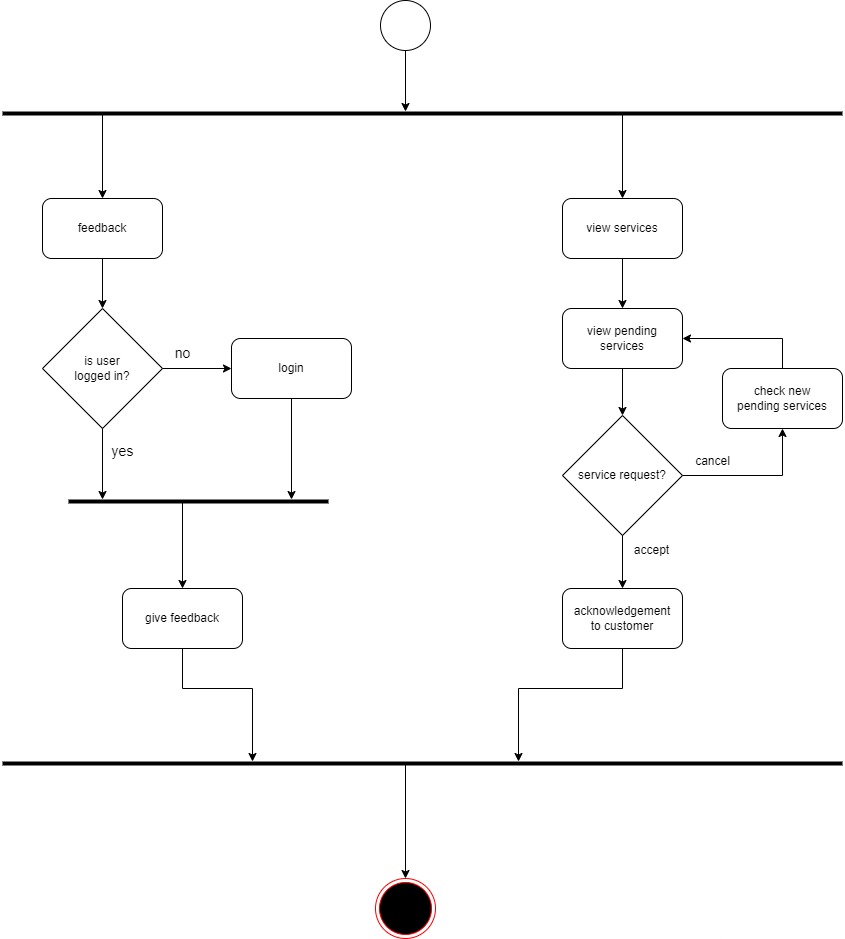 feedback
view services
is user
logged in?
no
login
yes
view pending
services
check new
pending services
service request?
cancel
accept
give feedback
acknowledgement
to customer